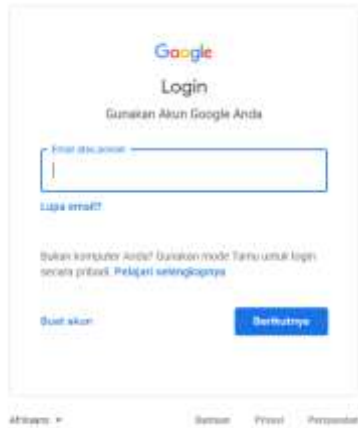 Google
Login
Gunakan Akun Google Anda
Email atau ponsel
Lupa email?
Bukan komputer Anda? Gunakan mode Tamu untuk login
secara pribadi. Pelajari selengkapnya
Buat akun
Berikutnya
Afrikaans
Bantuan
Privasi
Persyaratan